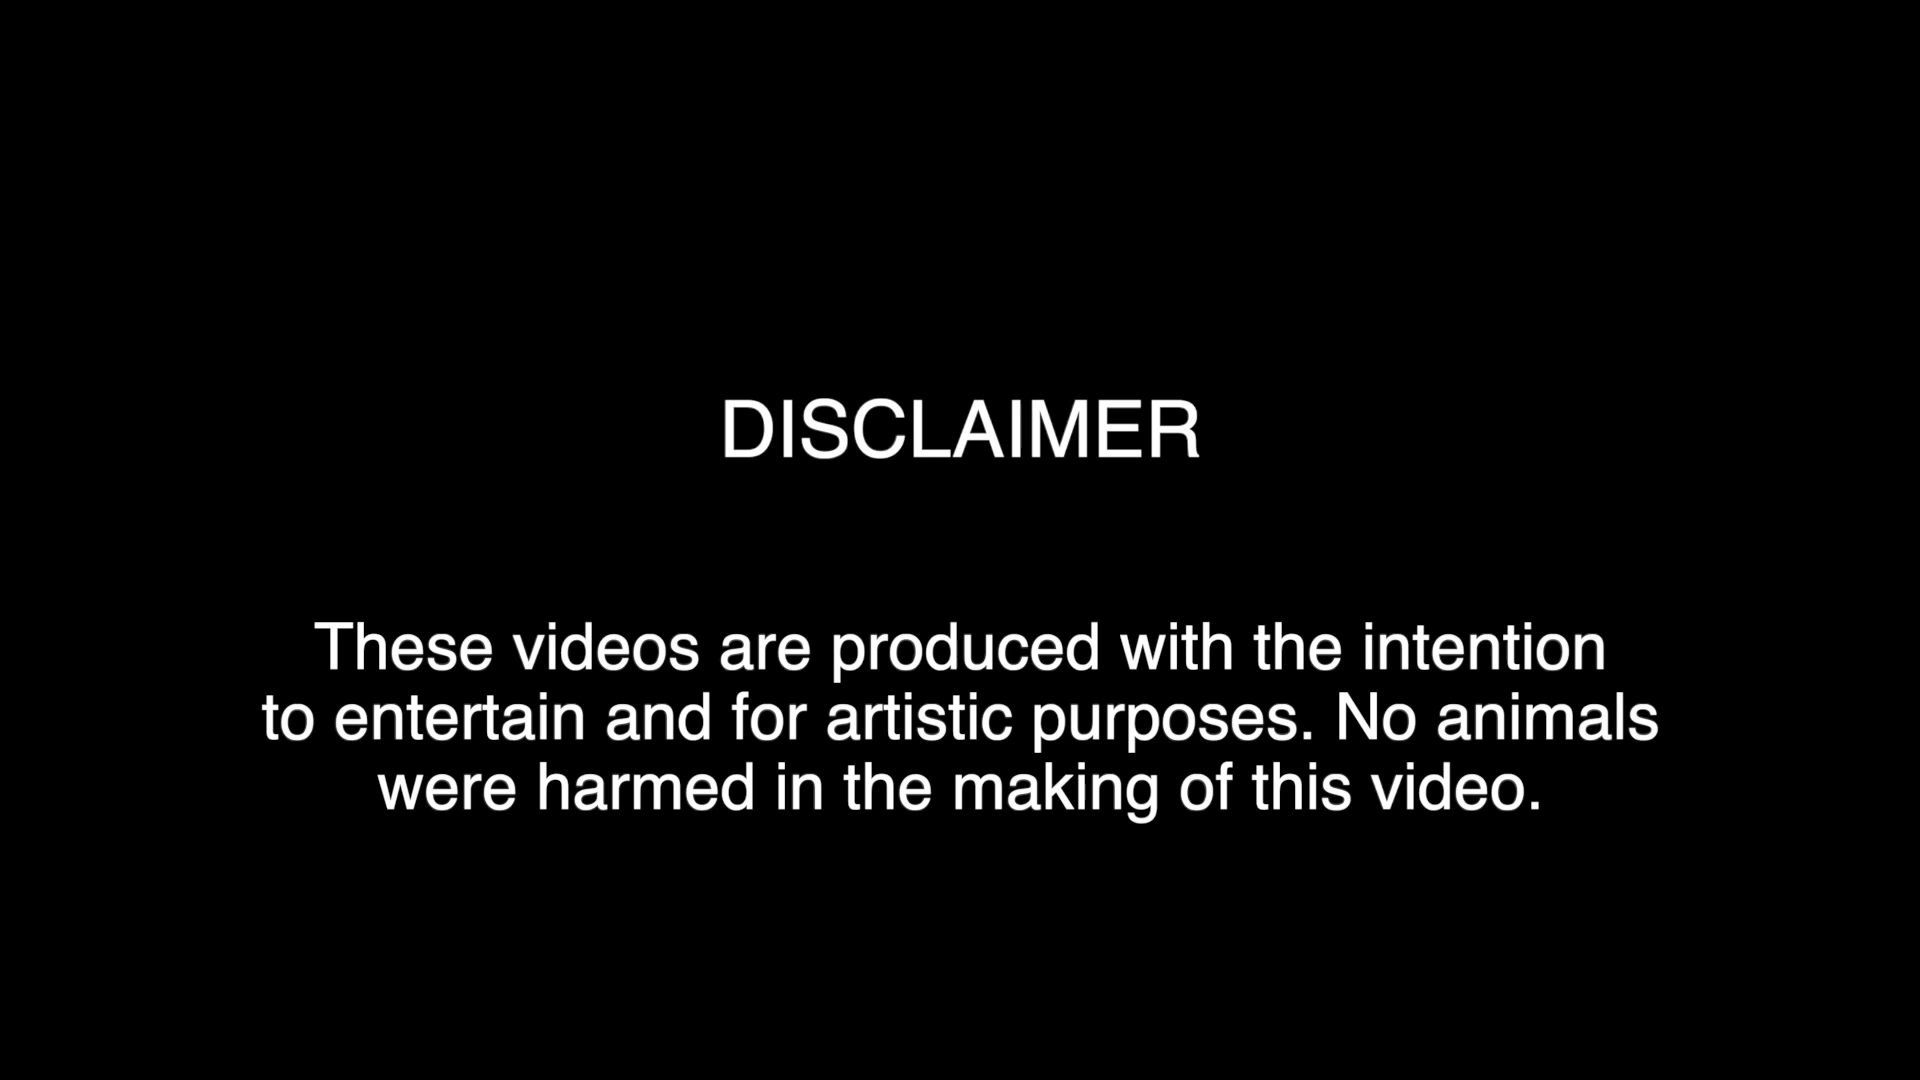 DISCLAIMER
These videos are produced with the intention
to entertain and for artistic purposes. No animals
were harmed in the making of this video.